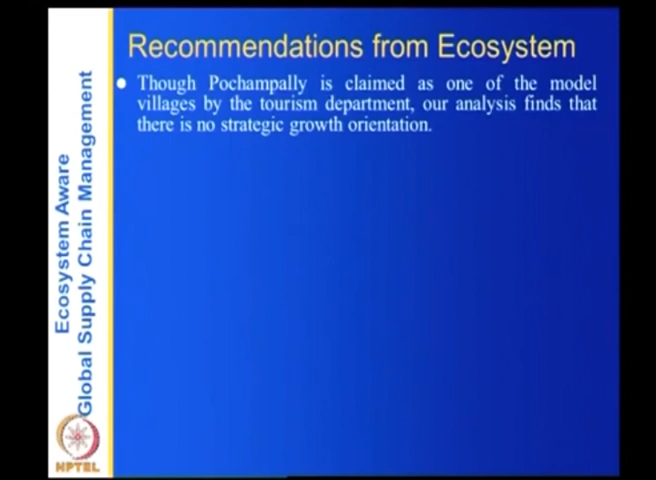 Recommendations from Ecosystem
Though Pochampally is claimed as one of the model
villages by the tourism department, our analysis finds that
there is no strategic growth orientation.
Ecosystem Aware
Global Supply Chain Management
NPTEL